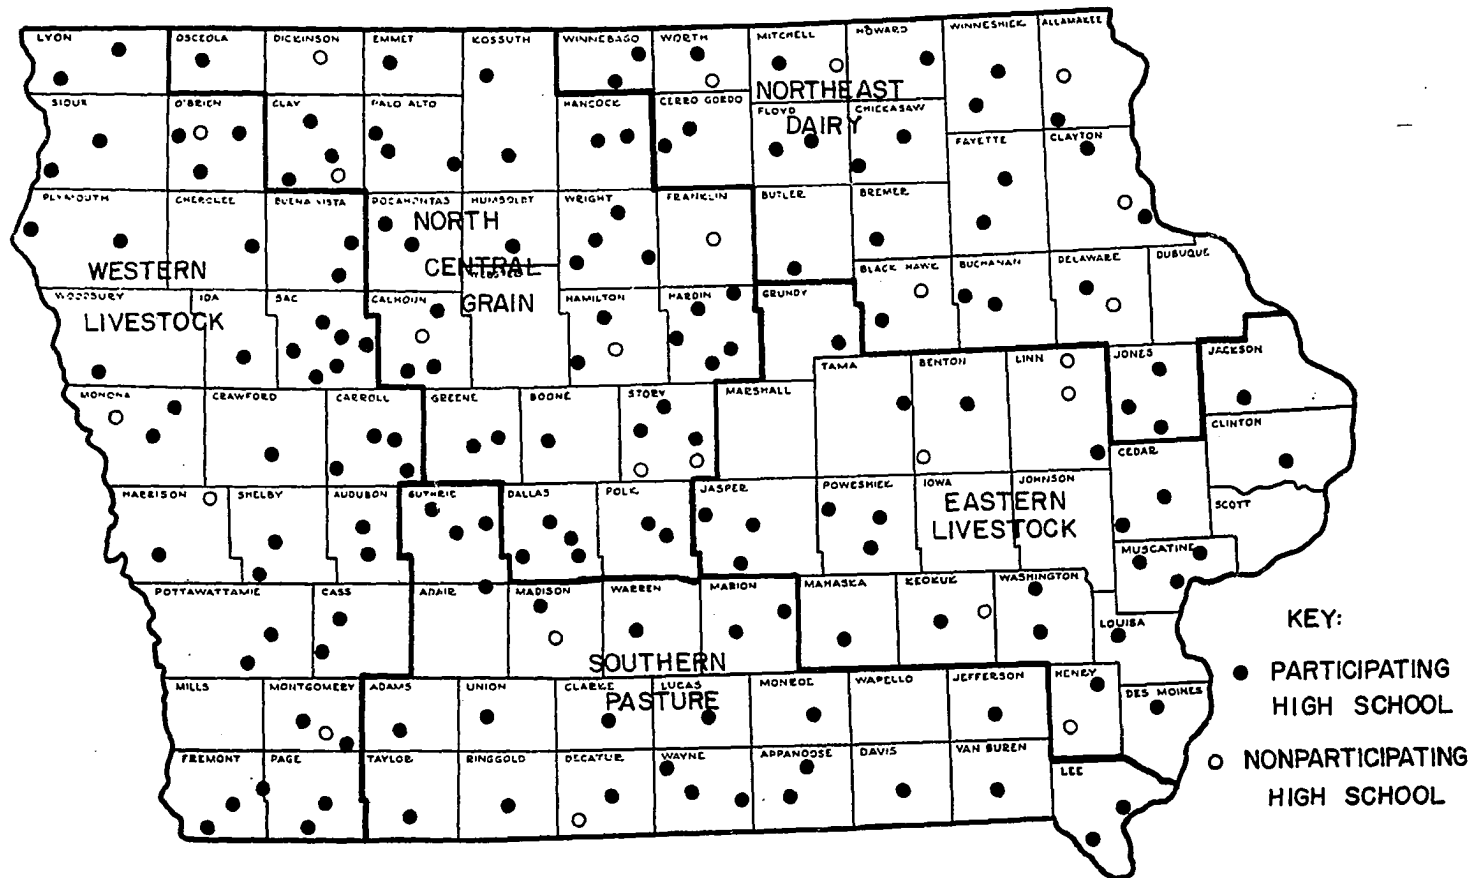 LYON
OSCEOLA
DICKINSON
EMMET
KOSSUTH
WINNEBAGO
WORTH
MITCHELL
HOWARD
WINNESHIEK
ALLAMAKEE
SIOUX
O'BRIEN
CLAY
PALO ALTO
HANCOCK
CERRO GORDO
NORTHEAST
FLOYD
DAIRY
CHICKASAW
FAYETTE
CLAYTON
PLYMOUTH
CHEROKEE
BUENA VISTA
POCAHONTAS
HUMBOLDT
WRIGHT
FRANKLIN
BUTLER
BREMER
NORTH
CENTRAL
GRAIN
WESTERN
LIVESTOCK
WEBSTER
BLACK HAWK
BUCHANAN
DELAWARE
DUBUQUE
WOODBURY
IDA
SAC
CALHOUN
HAMILTON
HARDIN
GRUNDY
TAMA
BENTON
LINN
JONES
JACKSON
MONONA
CRAWFORD
CARROLL
GREENE
BOONE
STORY
MARSHALL
CLINTON
CEDAR
HARRISON
SHELBY
AUDUBON
GUTHRIE
DALLAS
POLK
JASPER
POWESHIEK
IOWA
JOHNSON
EASTERN
LIVESTOCK
SCOTT
MUSCATINE
POTTAWATTAMIE
CASS
ADAIR
MADISON
WARREN
MARION
MAHASKA
KEOKUK
WASHINGTON
LOUISA
SOUTHERN
PASTURE
MILLS
MONTGOMERY
ADAMS
UNION
CLARKE
LUCAS
MONROE
WAPELLO
JEFFERSON
HENRY
DES MOINES
FREMONT
PAGE
TAYLOR
RINGGOLD
DECATUR
WAYNE
APPANOOSE
DAVIS
VAN BUREN
LEE
KEY:
PARTICIPATING
HIGH SCHOOL
NONPARTICIPATING
HIGH SCHOOL